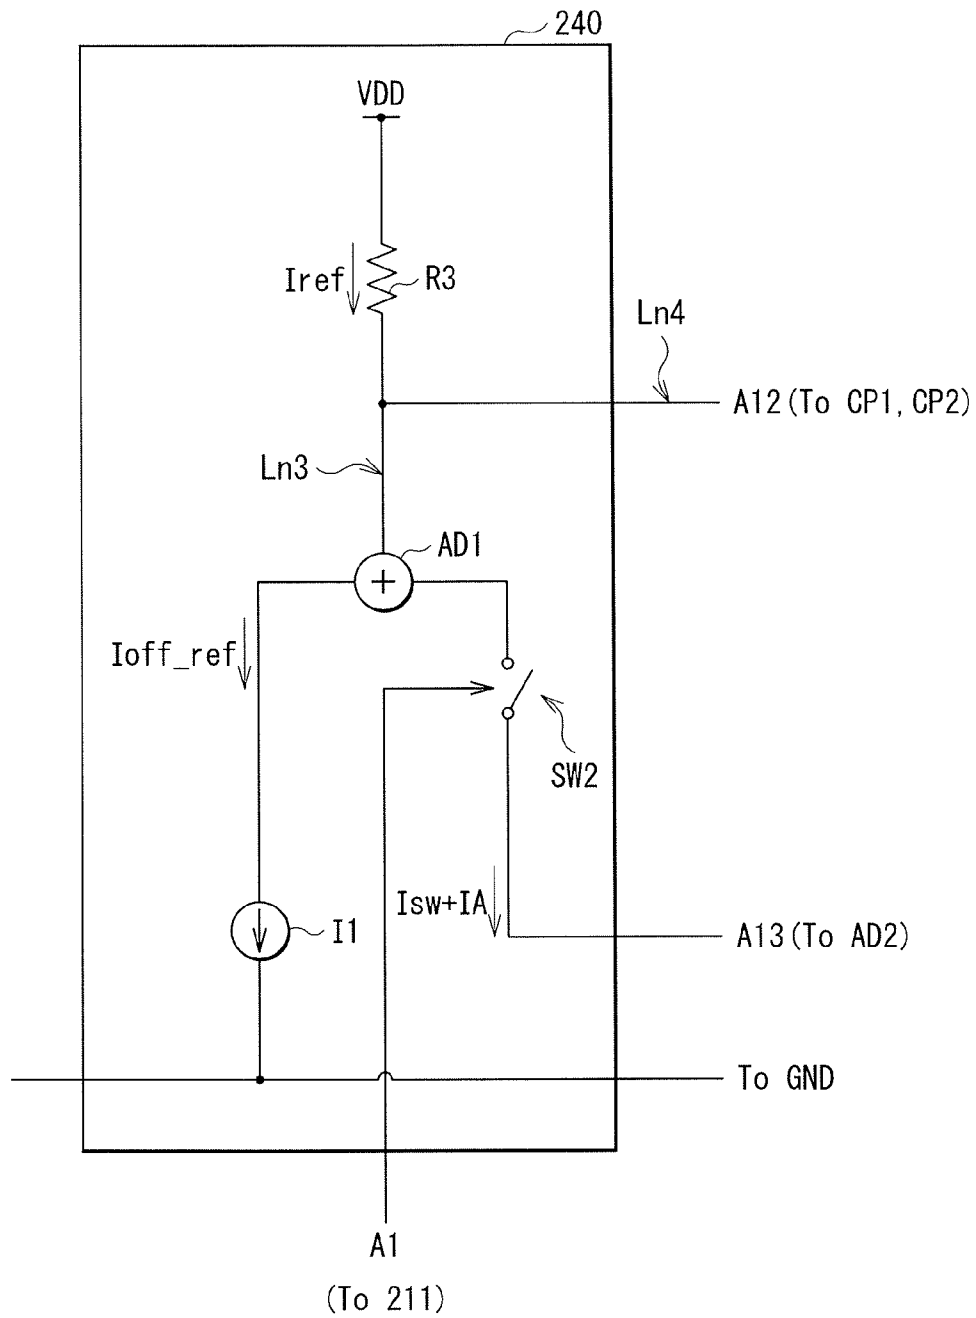 240
VDD
Iref
R3
Ln4
A12(To CP1,CP2)
Ln3
AD1
+
Ioff_ref
SW2
Isw+IA
I1
A13(To AD2)
To GND
A1
(To 211)